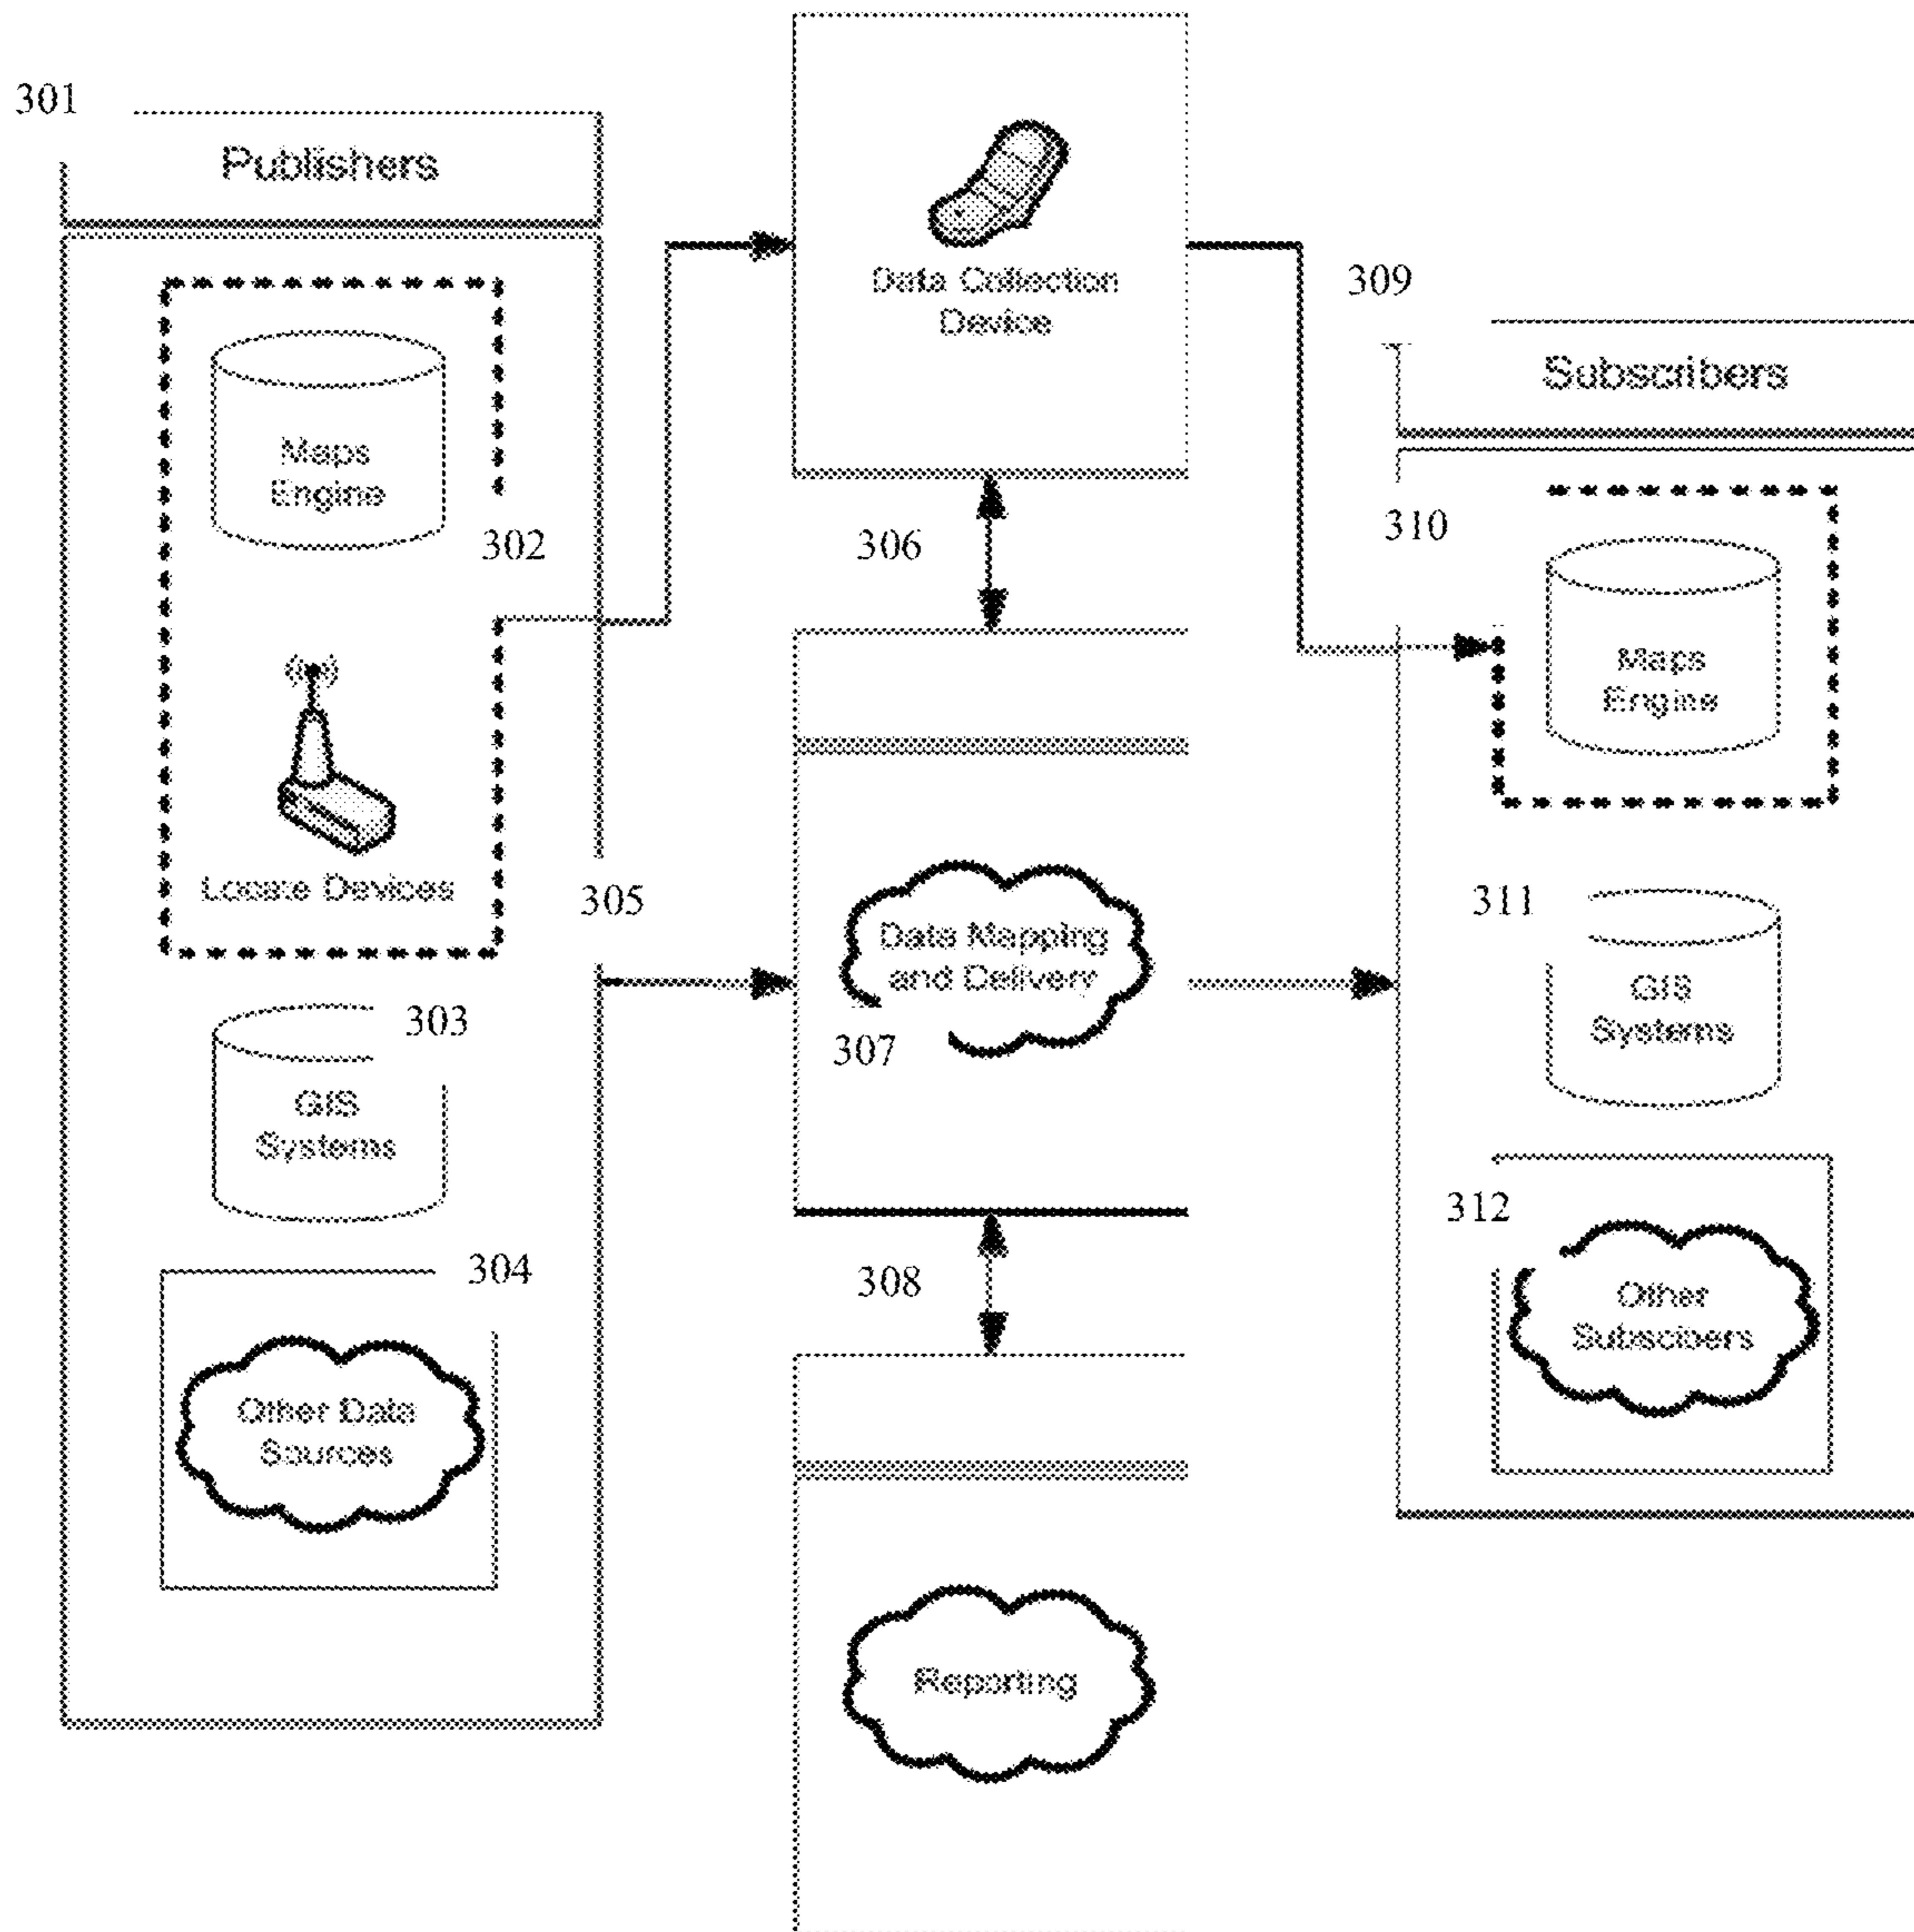 301
Publishers
Maps
Engine
302
Locate Devices
305
303
GIS
Systems
304
Other Data
Sources
Data Collection
Device
306
Data Mapping
and Delivery
307
308
Reporting
309
Subscribers
310
Maps
Engine
311
GIS
Systems
312
Other
Subscibers